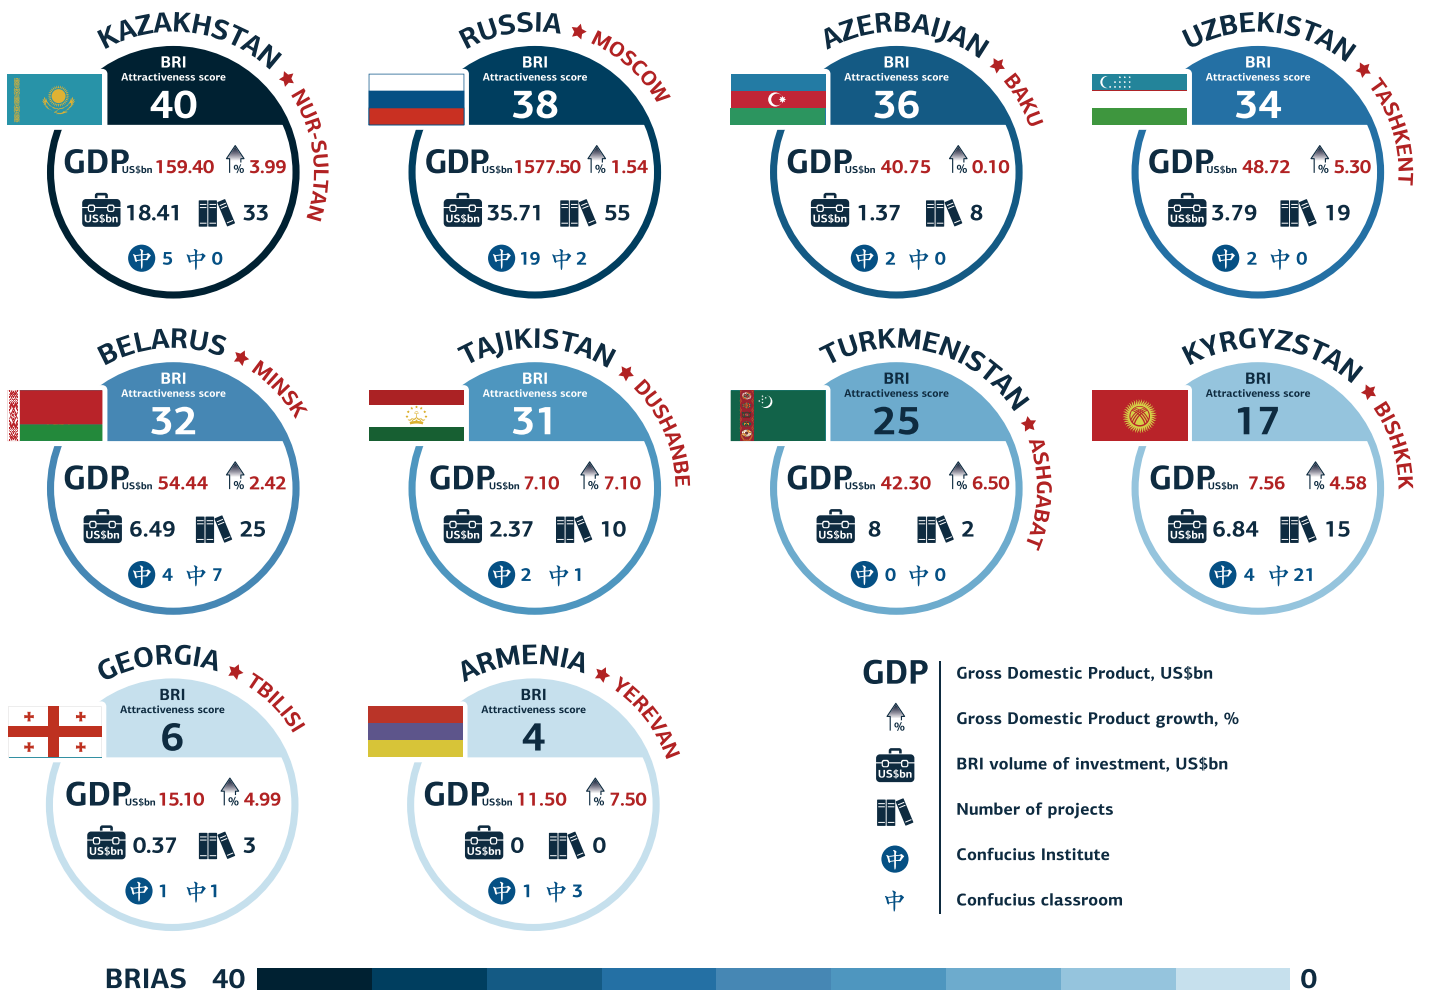 KAZAKHSTAN ★ NUR-SULTAN
BRI
Attractiveness score
40
GDP US$bn 159.40 % 3.99
US$bn 18.41 33
中 5 中 0
RUSSIA ★ MOSCOW
BRI
Attractiveness score
38
GDP US$bn 1577.50 % 1.54
US$bn 35.71 55
中 19 中 2
AZERBAIJAN ★ BAKU
BRI
Attractiveness score
36
GDP US$bn 40.75 % 0.10
US$bn 1.37 8
中 2 中 0
UZBEKISTAN ★ TASHKENT
BRI
Attractiveness score
34
GDP US$bn 48.72 % 5.30
US$bn 3.79 19
中 2 中 0
BELARUS ★ MINSK
BRI
Attractiveness score
32
GDP US$bn 54.44 % 2.42
US$bn 6.49 25
中 4 中 7
TAJIKISTAN ★ DUSHANBE
BRI
Attractiveness score
31
GDP US$bn 7.10 % 7.10
US$bn 2.37 10
中 2 中 1
TURKMENISTAN ★ ASHGABAT
BRI
Attractiveness score
25
GDP US$bn 42.30 % 6.50
US$bn 8 2
中 0 中 0
KYRGYZSTAN ★ BISHKEK
BRI
Attractiveness score
17
GDP US$bn 7.56 % 4.58
US$bn 6.84 15
中 4 中 21
GEORGIA ★ TBILISI
BRI
Attractiveness score
6
GDP US$bn 15.10 % 4.99
US$bn 0.37 3
中 1 中 1
ARMENIA ★ YEREVAN
BRI
Attractiveness score
4
GDP US$bn 11.50 % 7.50
US$bn 0 0
中 1 中 3
GDP Gross Domestic Product, US$bn
% Gross Domestic Product growth, %
US$bn BRI volume of investment, US$bn
Number of projects
中 Confucius Institute
中 Confucius classroom
BRIAS 40 0